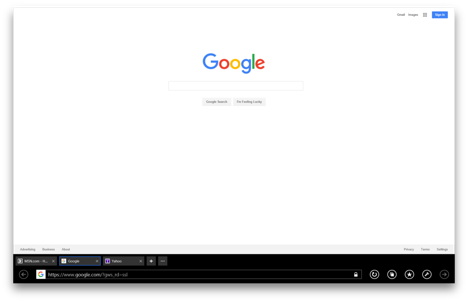 Gmail Images Sign in
Google
Google Search I'm Feeling Lucky
Advertising Business About Privacy Terms Settings
Google Yahoo
https://www.google.com/?gws_rd=ssl